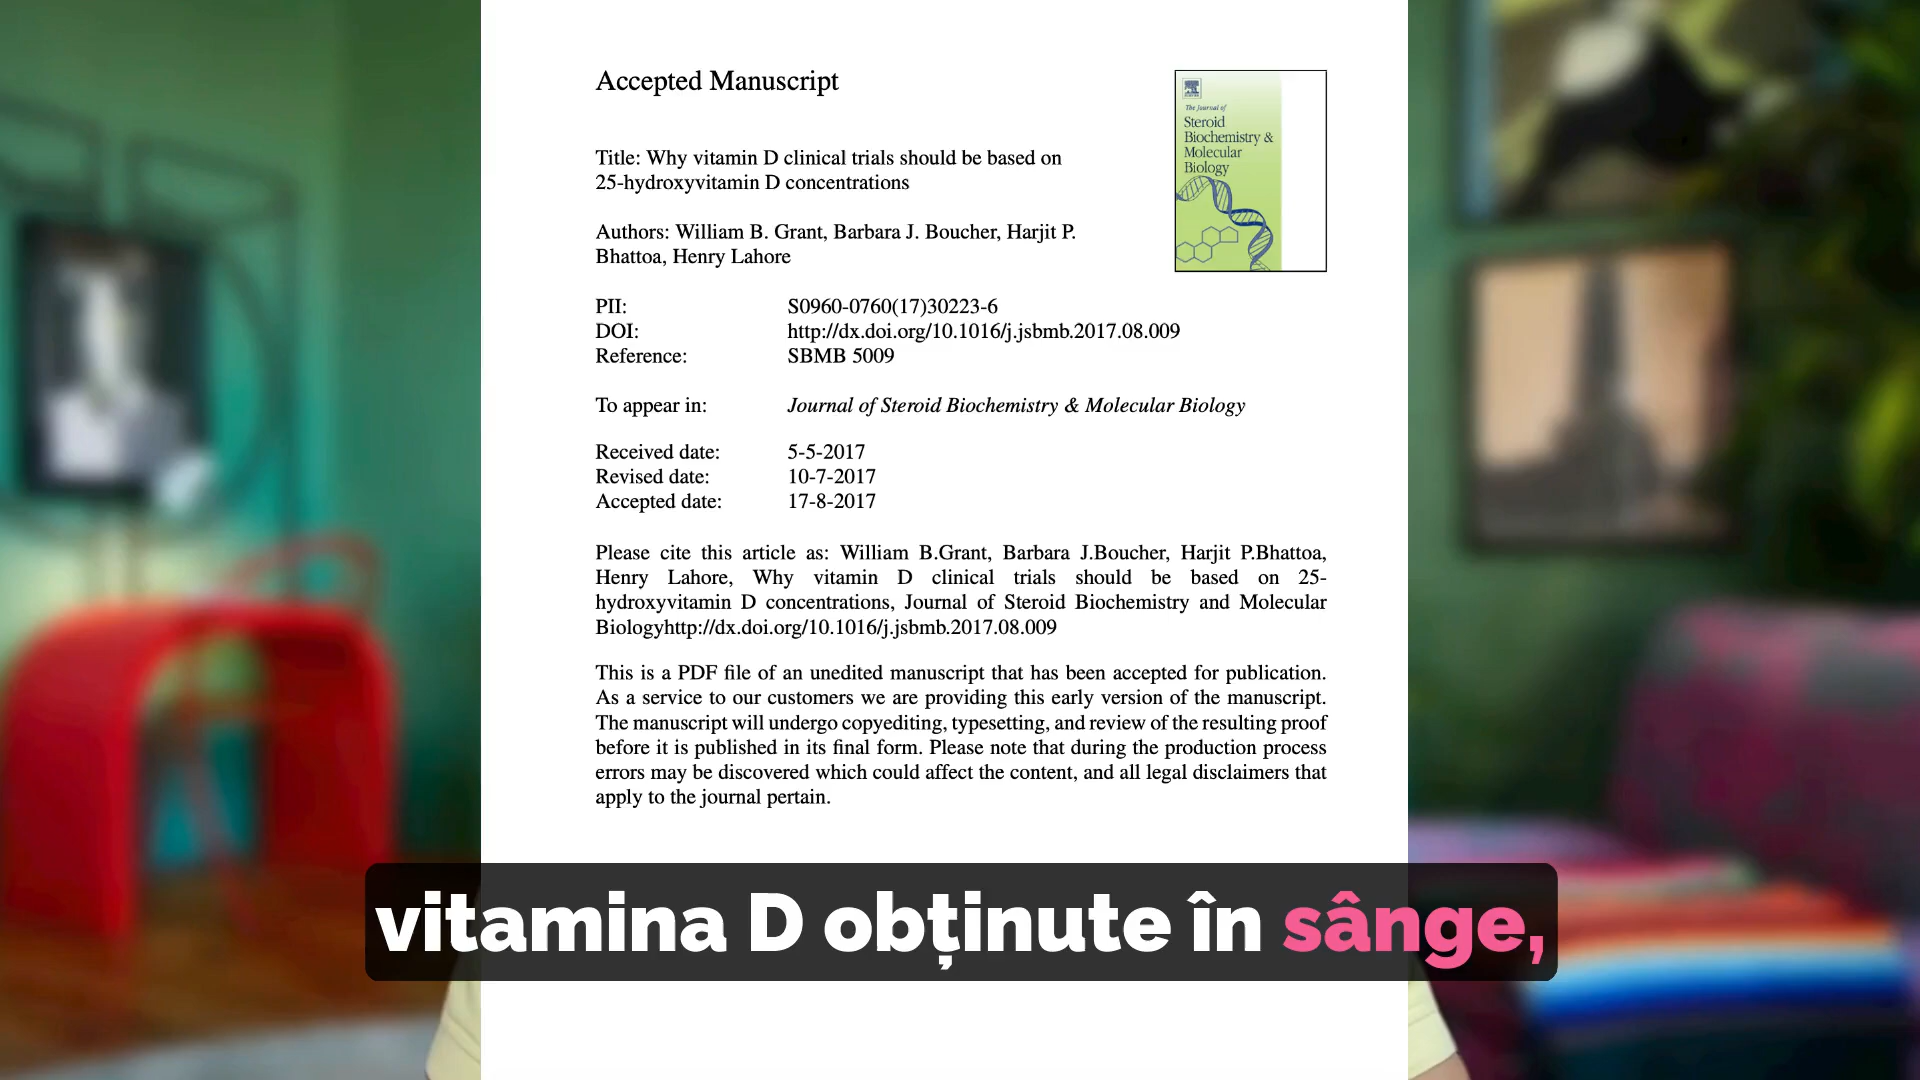 Accepted Manuscript
Title: Why vitamin D clinical trials should be based on
25-hydroxyvitamin D concentrations
Authors: William B. Grant, Barbara J. Boucher, Harjit P.
Bhattoa, Henry Lahore
PII: S0960-0760(17)30223-6
DOI: http://dx.doi.org/10.1016/j.jsbmb.2017.08.009
Reference: SBMB 5009
To appear in: Journal of Steroid Biochemistry & Molecular Biology
Received date: 5-5-2017
Revised date: 10-7-2017
Accepted date: 17-8-2017
Please cite this article as: William B.Grant, Barbara J.Boucher, Harjit P.Bhattoa,
Henry Lahore, Why vitamin D clinical trials should be based on 25-
hydroxyvitamin D concentrations, Journal of Steroid Biochemistry and Molecular
Biologyhttp://dx.doi.org/10.1016/j.jsbmb.2017.08.009
This is a PDF file of an unedited manuscript that has been accepted for publication.
As a service to our customers we are providing this early version of the manuscript.
The manuscript will undergo copyediting, typesetting, and review of the resulting proof
before it is published in its final form. Please note that during the production process
errors may be discovered which could affect the content, and all legal disclaimers that
apply to the journal pertain.
The Journal of
Steroid
Biochemistry &
Molecular
Biology
vitamina D obținute în sânge,